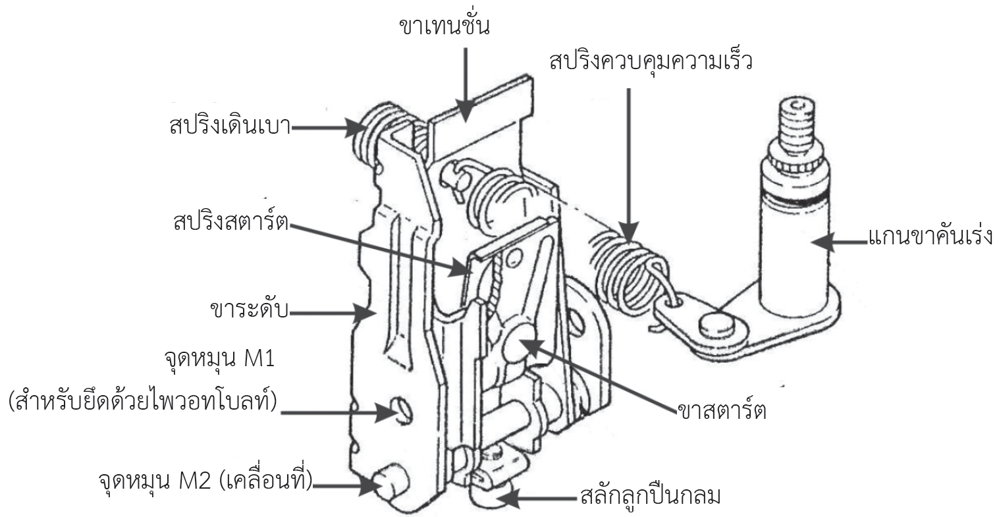 ขาเทนชั่น
สปริงควบคุมความเร็ว
สปริงเดินเบา
สปริงสตาร์ต
แกนขาคันเร่ง
ขาระดับ
จุดหมุน M1
(สำหรับยึดด้วยไพวอทโบลท์)
ขาสตาร์ต
จุดหมุน M2 (เคลื่อนที่)
สลักลูกปืนกลม